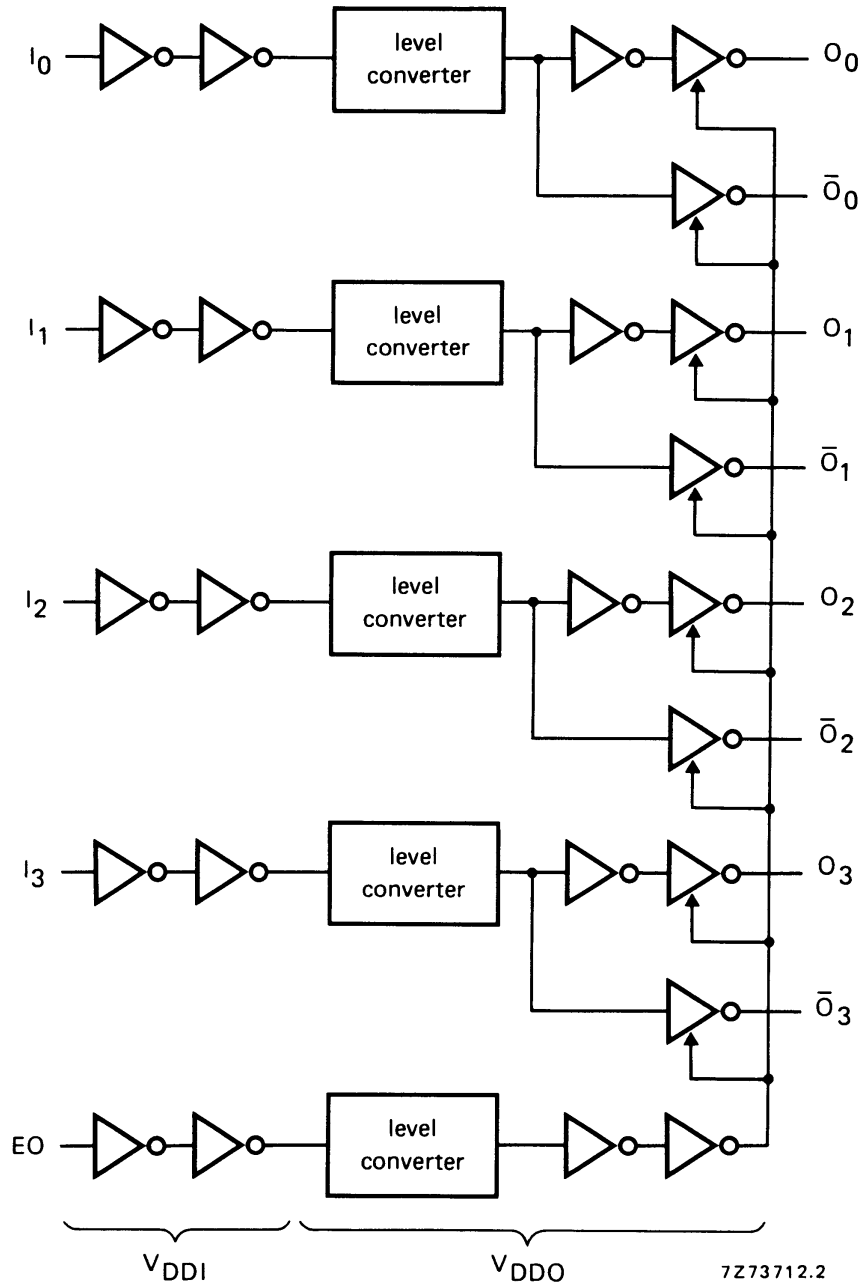 I0 level converter O0
Ō0
I1 level converter O1
Ō1
I2 level converter O2
Ō2
I3 level converter O3
Ō3
EO level converter
VDDI VDDO 7Z73712.2